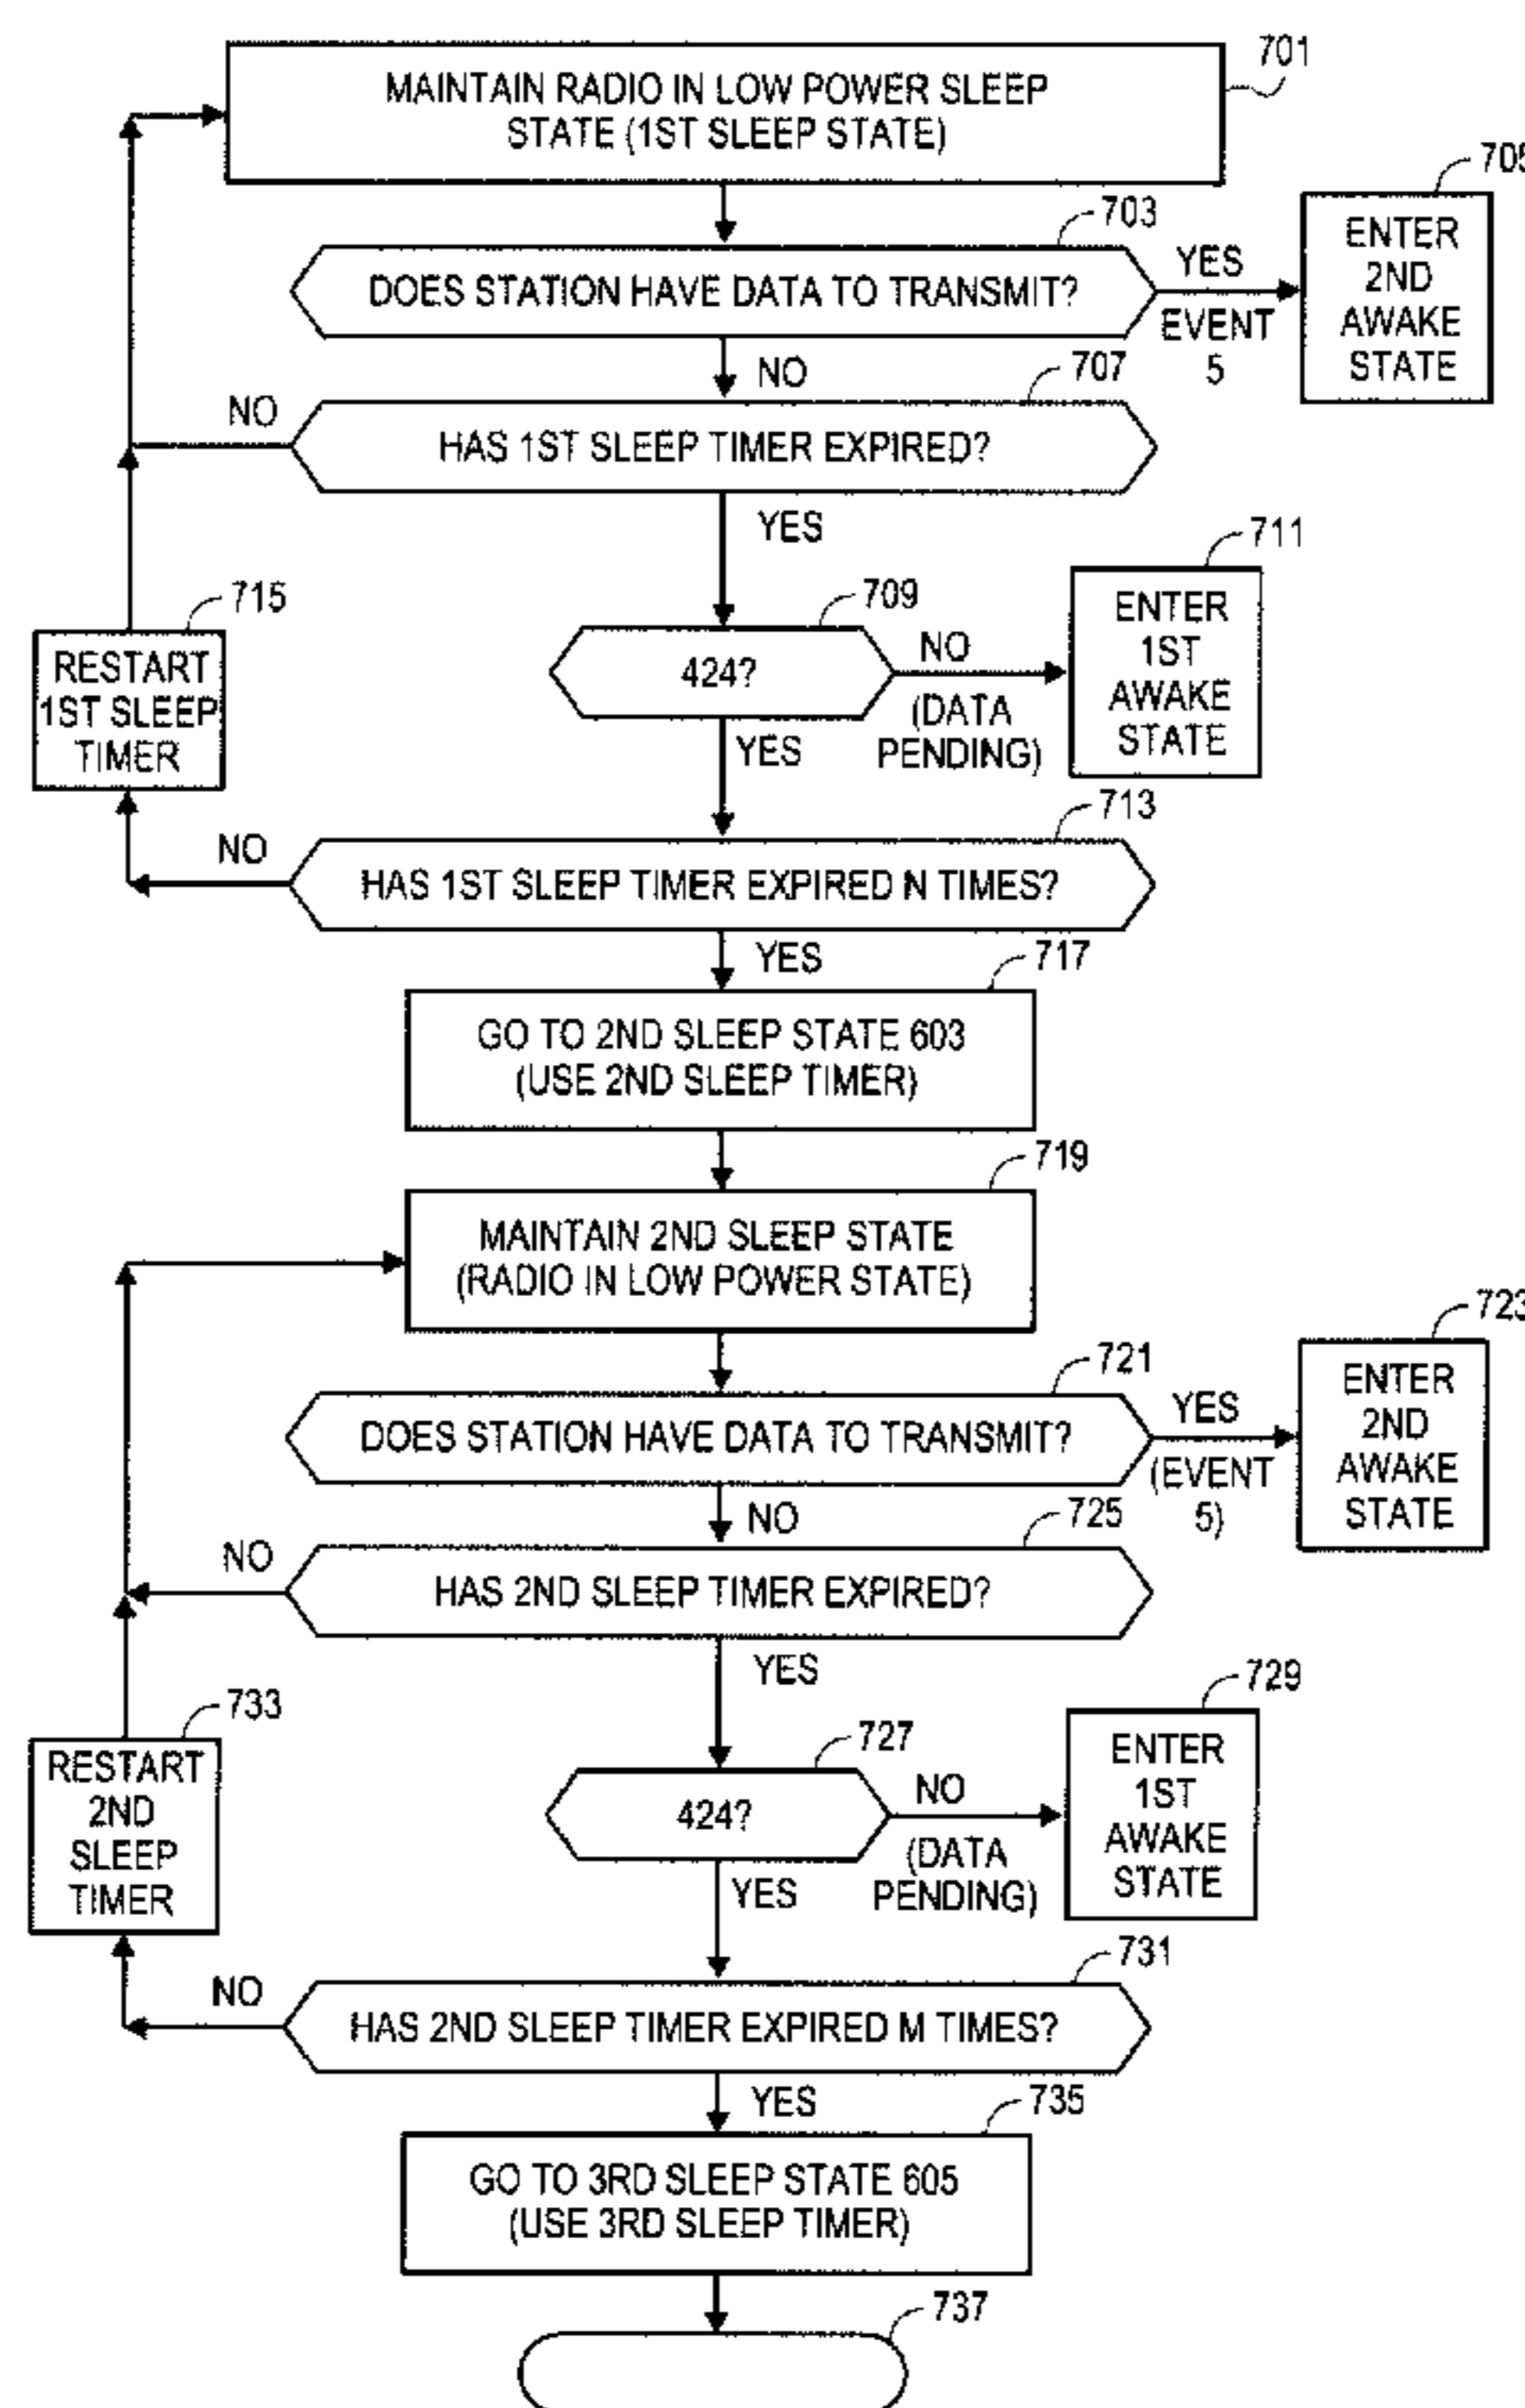 701
MAINTAIN RADIO IN LOW POWER SLEEP
STATE (1ST SLEEP STATE)
703
DOES STATION HAVE DATA TO TRANSMIT?
YES
EVENT
5
705
ENTER
2ND
AWAKE
STATE
NO
707
HAS 1ST SLEEP TIMER EXPIRED?
NO
YES
709
424?
NO
(DATA
PENDING)
711
ENTER
1ST
AWAKE
STATE
YES
715
RESTART
1ST SLEEP
TIMER
713
HAS 1ST SLEEP TIMER EXPIRED N TIMES?
NO
YES
717
GO TO 2ND SLEEP STATE 603
(USE 2ND SLEEP TIMER)
719
MAINTAIN 2ND SLEEP STATE
(RADIO IN LOW POWER STATE)
721
DOES STATION HAVE DATA TO TRANSMIT?
YES
(EVENT
5)
723
ENTER
2ND
AWAKE
STATE
NO
725
HAS 2ND SLEEP TIMER EXPIRED?
NO
YES
727
424?
NO
(DATA
PENDING)
729
ENTER
1ST
AWAKE
STATE
YES
733
RESTART
2ND
SLEEP
TIMER
731
HAS 2ND SLEEP TIMER EXPIRED M TIMES?
NO
YES
735
GO TO 3RD SLEEP STATE 605
(USE 3RD SLEEP TIMER)
737